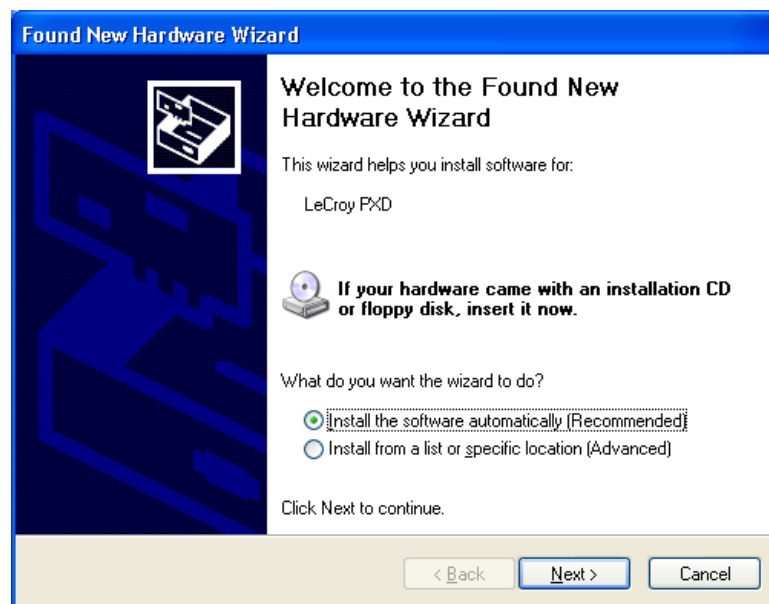 Found New Hardware Wizard
Welcome to the Found New
Hardware Wizard
This wizard helps you install software for:
LeCroy PXD
If your hardware came with an installation CD
or floppy disk, insert it now.
What do you want the wizard to do?
Install the software automatically (Recommended)
Install from a list or specific location (Advanced)
Click Next to continue.
< Back
Next >
Cancel